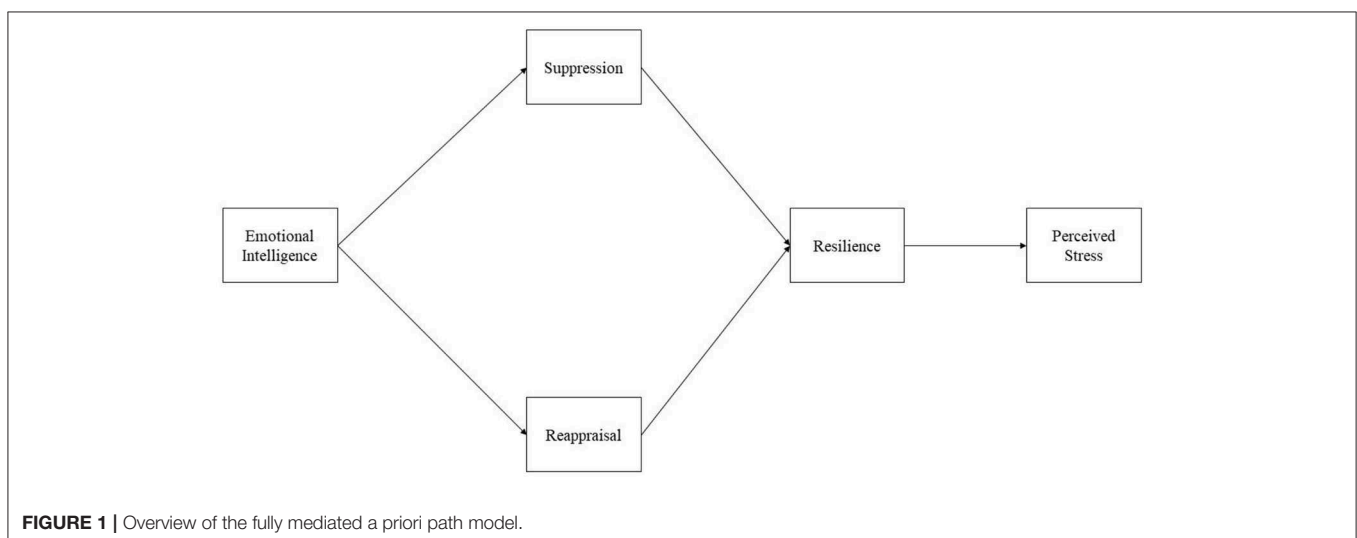 Suppression
Emotional
Intelligence
Resilience
Perceived
Stress
Reappraisal
FIGURE 1 | Overview of the fully mediated a priori path model.